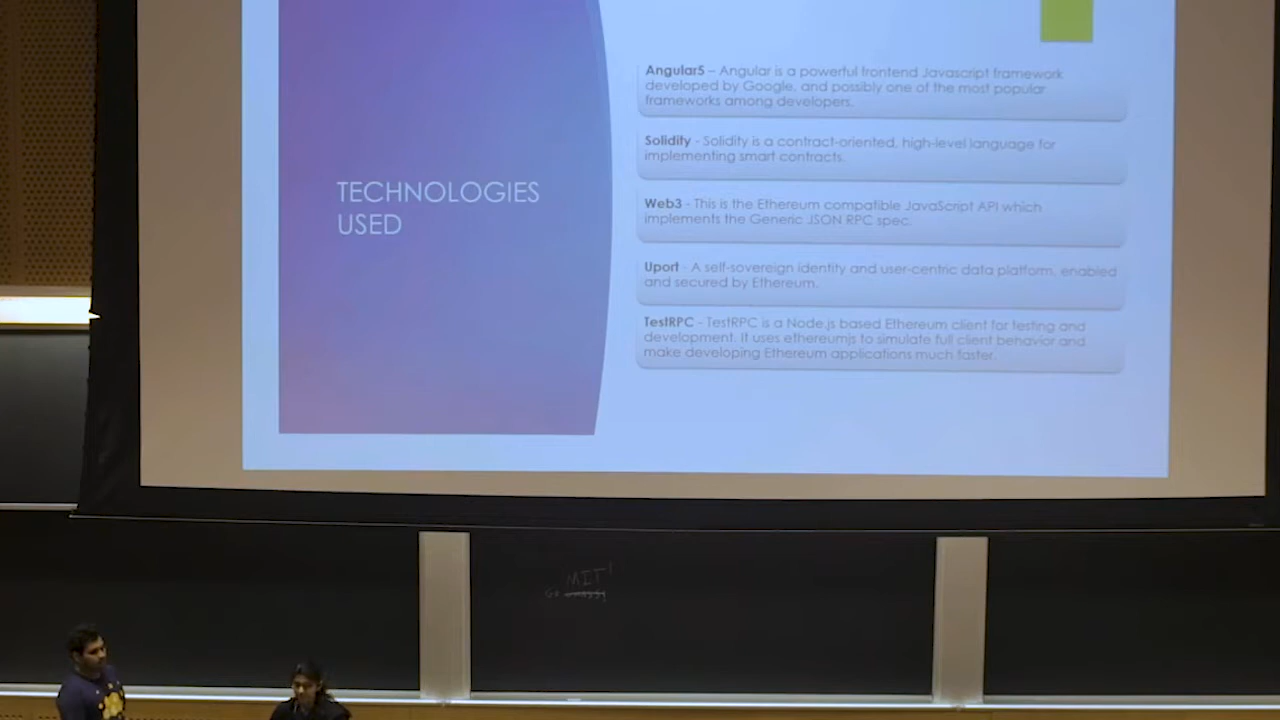 TECHNOLOGIES
USED
Angular5 – Angular is a powerful frontend Javascript framework
developed by Google, and possibly one of the most popular
frameworks among developers.
Solidity - Solidity is a contract-oriented, high-level language for
implementing smart contracts.
Web3 - This is the Ethereum compatible JavaScript API which
implements the Generic JSON RPC spec.
Uport - A self-sovereign identity and user-centric data platform, enabled
and secured by Ethereum.
TestRPC - TestRPC is a Node.js based Ethereum client for testing and
development. It uses ethereumjs to simulate full client behavior and
make developing Ethereum applications much faster.
MIT!